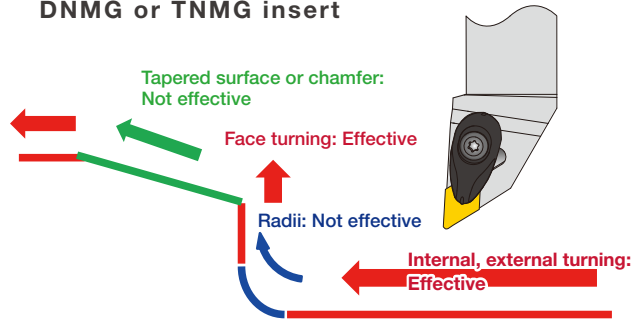 DNMG or TNMG insert
Tapered surface or chamfer:
Not effective
Face turning: Effective
Radii: Not effective
Internal, external turning:
Effective